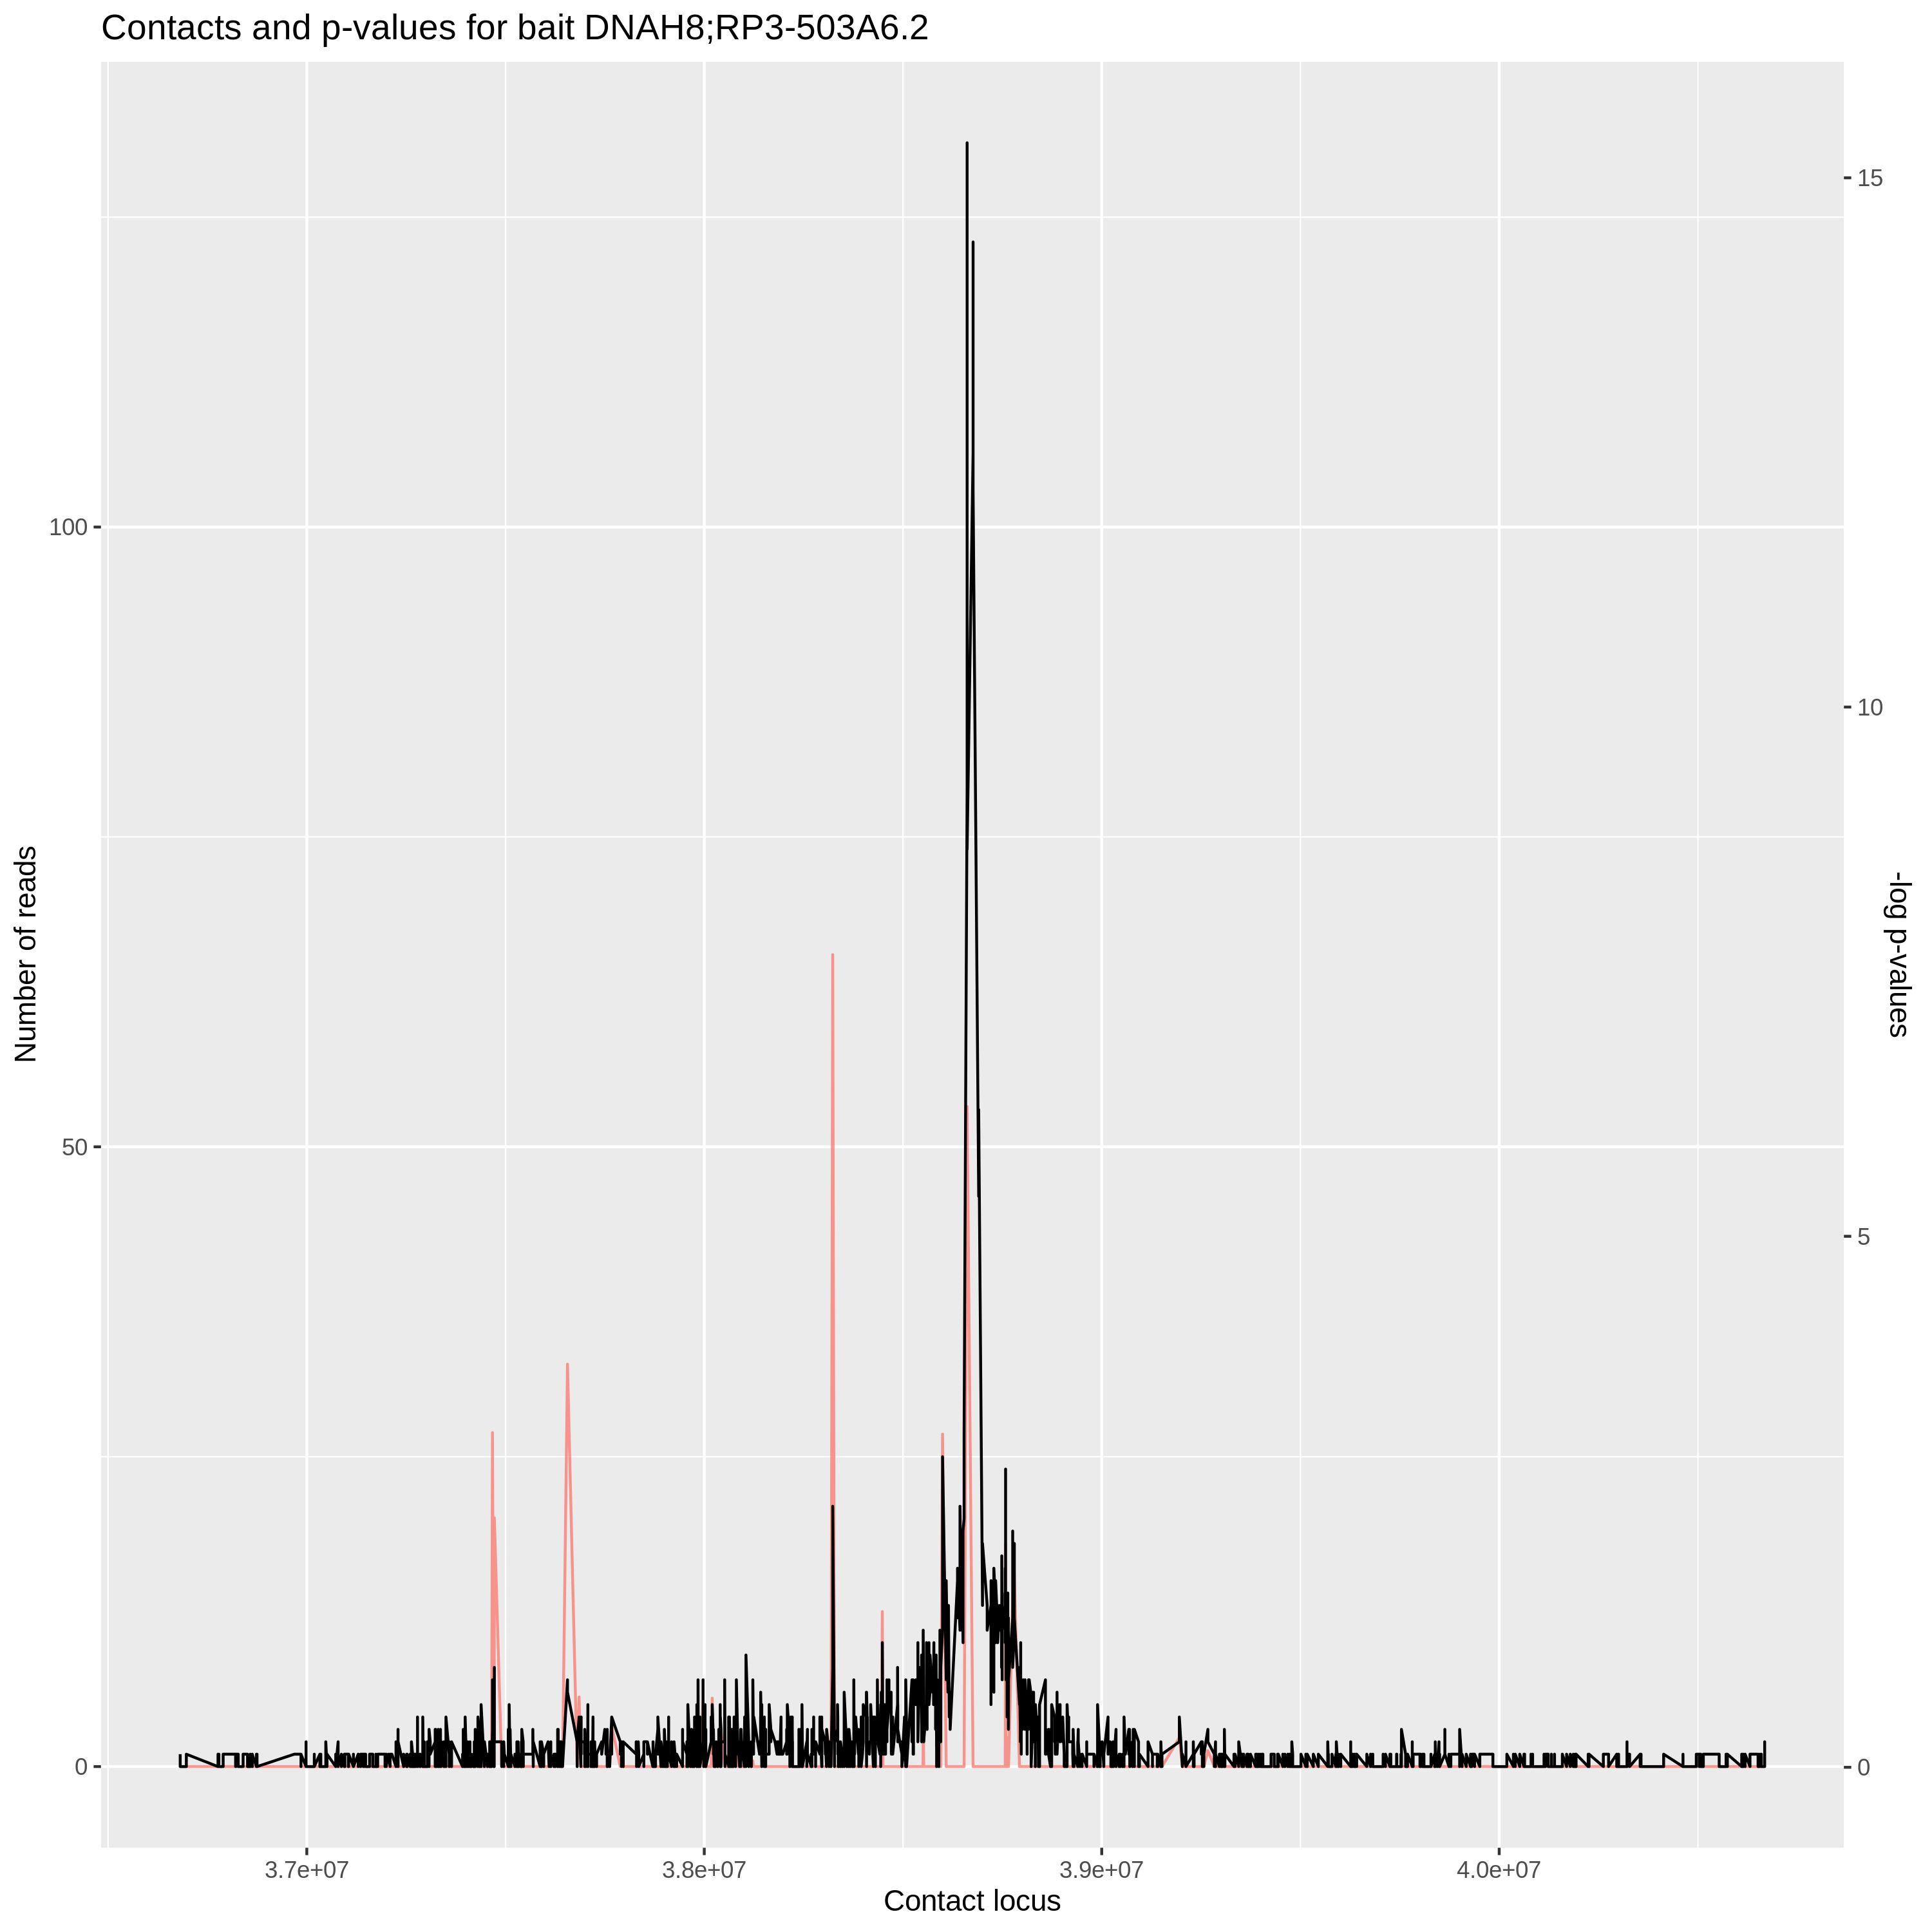 Contacts and p-values for bait DNAH8;RP3-503A6.2
15
100
10
Number of reads
-log p-values
50
5
0
0
3.7e+07
3.8e+07
3.9e+07
4.0e+07
Contact locus